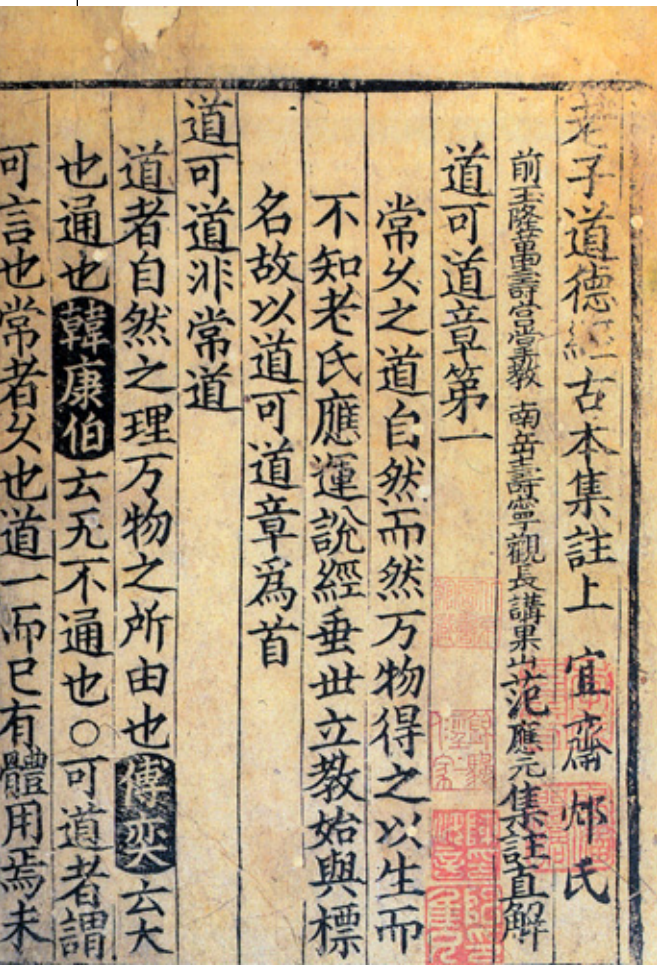 老子道德經古本集註上 宜齋邺氏
前玉隆萬壽宮掌教 南岳壽寧觀長講果山范應元集註直解
道可道章第一
常久之道自然而然万物得之以生而
不知老氏應運說經垂世立教始與標
名故以道可道章爲首
道可道非常道
道者自然之理万物之所由也傅奕云大
也通也韓康伯云无不通也○可道者謂
可言也常者久也道一而已有體用焉未